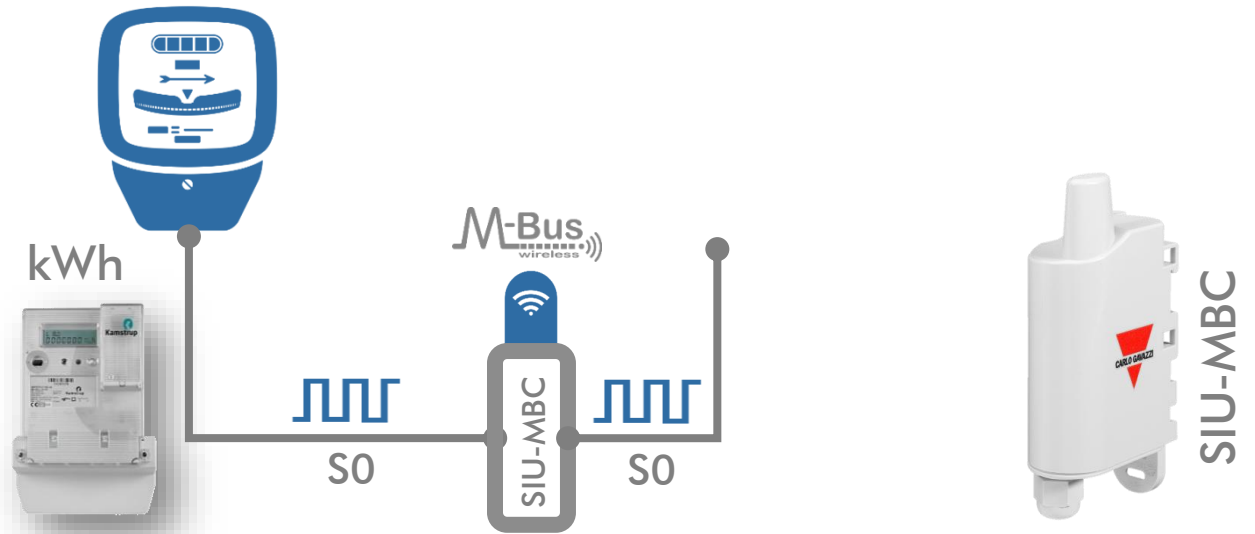 M-Bus
wireless
kWh
Kamstrup
SIU-MBC
S0
S0
CARLO GAVAZZI
SIU-MBC